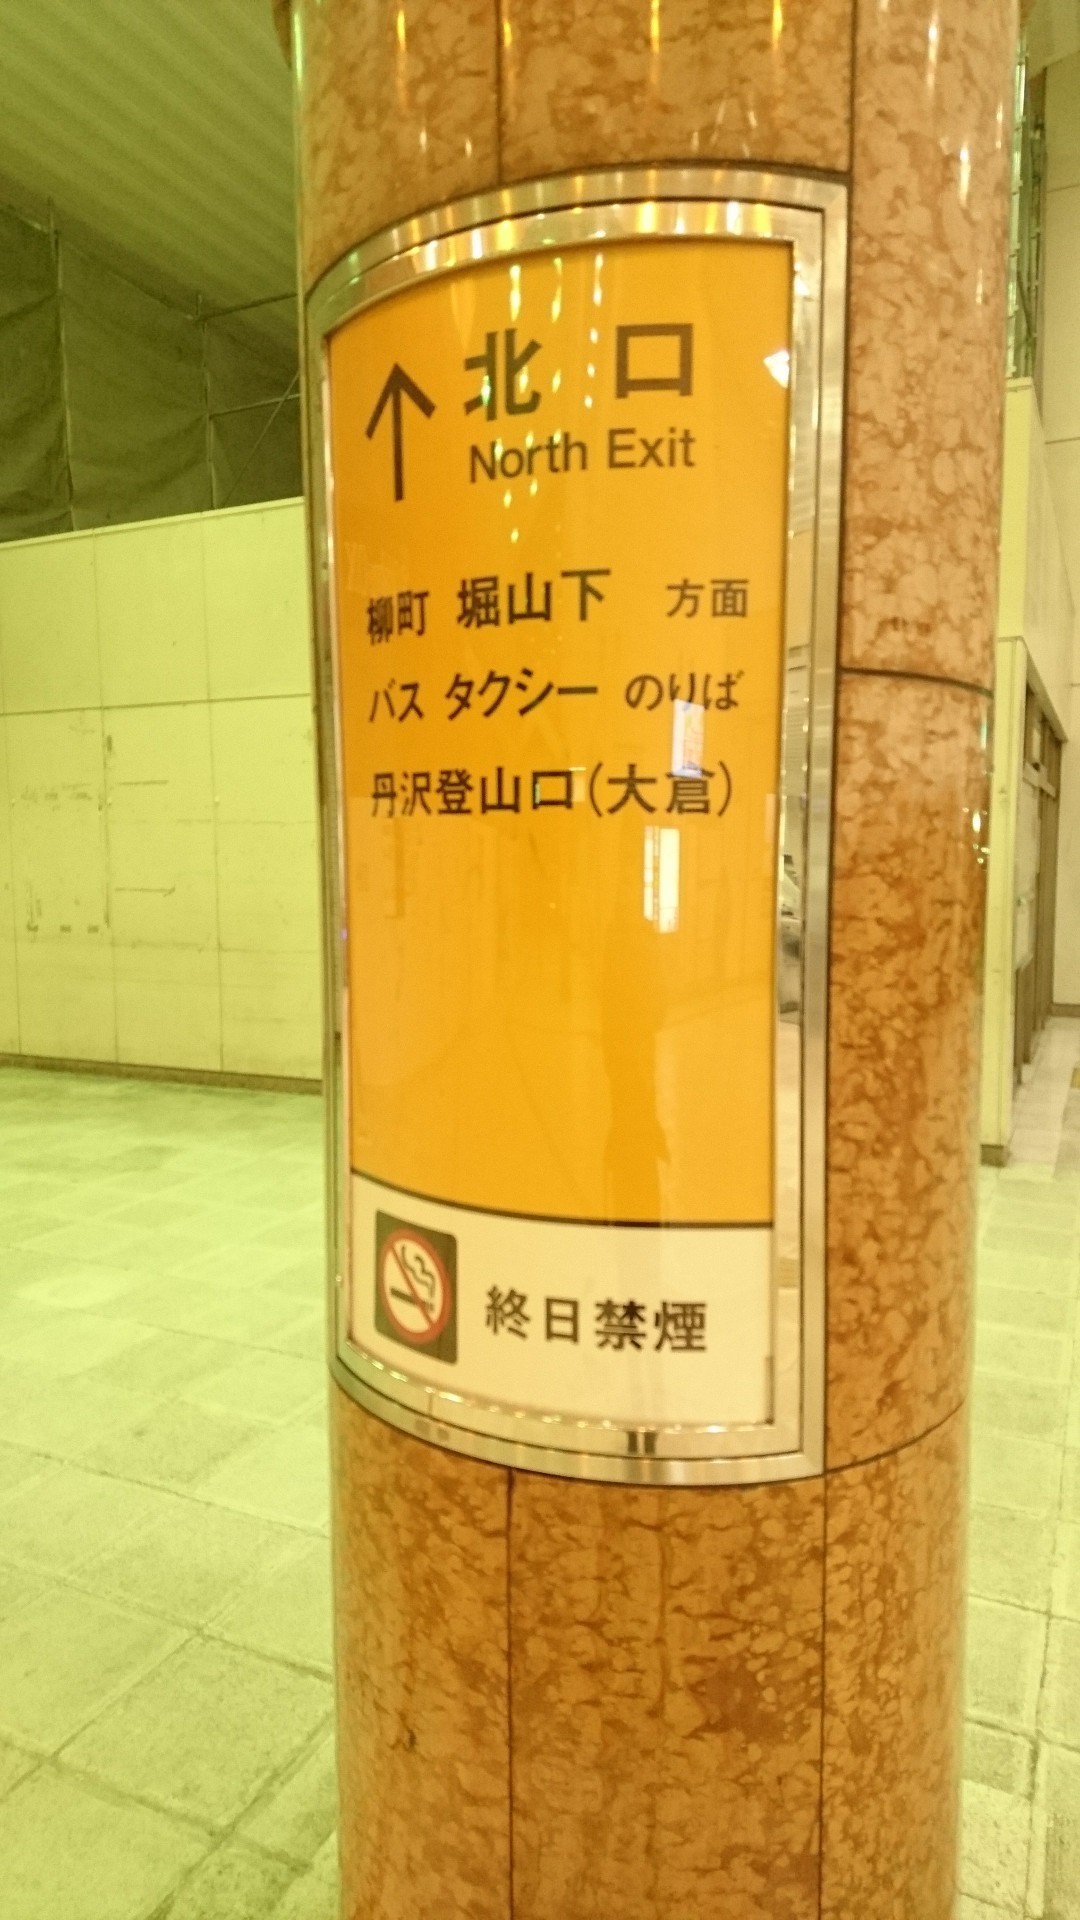 ↑ 北口
North Exit
柳町 堀山下 方面
バス タクシー のりば
丹沢登山口(大倉)
終日禁煙